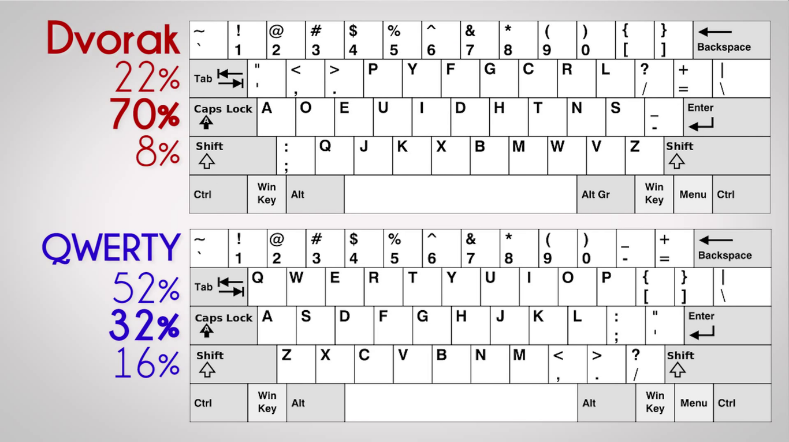 Dvorak
~ ! @ # $ % ^ & * ( ) { }
` 1 2 3 4 5 6 7 8 9 0 [ ] Backspace
22% Tab " < > P Y F G C R L ? + |
' , . / = \
70% Caps Lock A O E U I D H T N S _ Enter
-
8% Shift : Q J K X B M W V Z Shift
;
Ctrl Win Key Alt Alt Gr Win Key Menu Ctrl
QWERTY
~ ! @ # $ % ^ & * ( ) _ +
` 1 2 3 4 5 6 7 8 9 0 - = Backspace
52% Tab Q W E R T Y U I O P { } |
[ ] \
32% Caps Lock A S D F G H J K L : " Enter
; '
16% Shift Z X C V B N M < > ? Shift
, . /
Ctrl Win Key Alt Alt Win Key Menu Ctrl